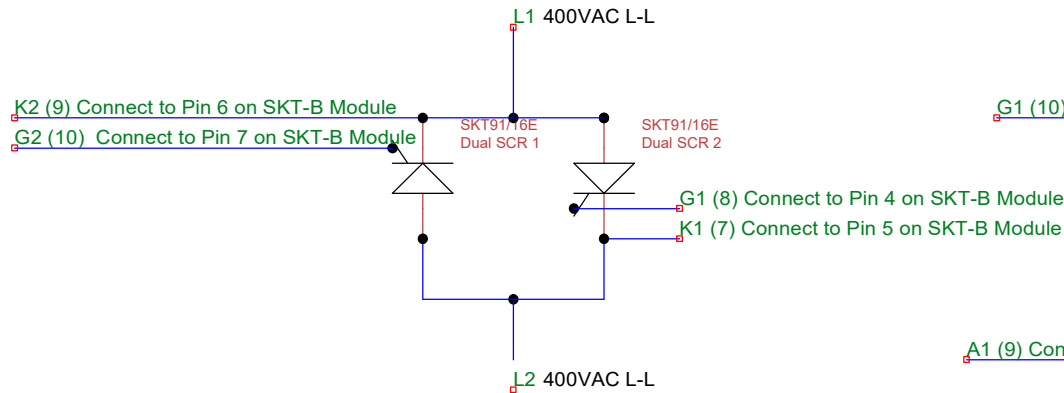 L1 400VAC L-L
K2 (9) Connect to Pin 6 on SKT-B Module
G1 (10)
G2 (10) Connect to Pin 7 on SKT-B Module
SKT91/16E
Dual SCR 1
SKT91/16E
Dual SCR 2
G1 (8) Connect to Pin 4 on SKT-B Module
K1 (7) Connect to Pin 5 on SKT-B Module
A1 (9) Con
L2 400VAC L-L